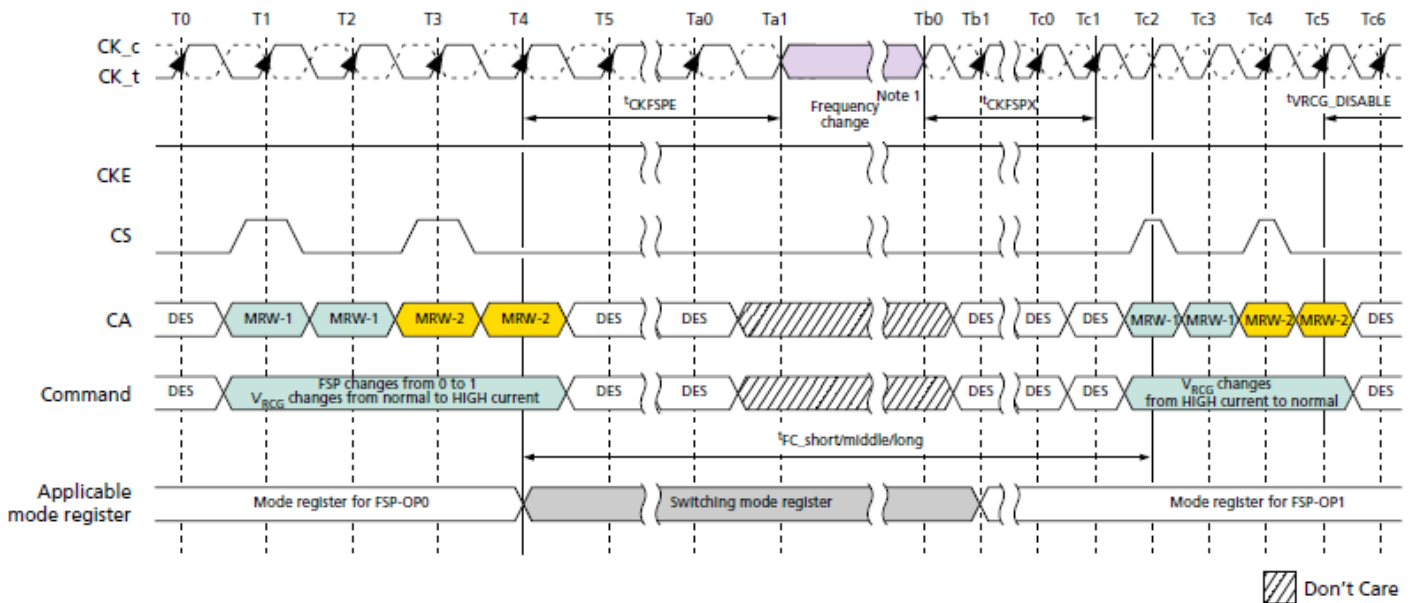 T0 T1 T2 T3 T4 T5 Ta0 Ta1 Tb0 Tb1 Tc0 Tc1 Tc2 Tc3 Tc4 Tc5 Tc6
CK_c
CK_t
Note 1
tCKFSPE
Frequency
change
tCKFSPX
tVRCG_DISABLE
CKE
CS
CA
DES MRW-1 MRW-1 MRW-2 MRW-2 DES DES DES DES DES MRW-1 MRW-1 MRW-2 MRW-2 DES
Command
DES
FSP changes from 0 to 1
VRCG changes from normal to HIGH current
DES DES DES DES DES
VRCG changes
from HIGH current to normal
DES
tFC_short/middle/long
Applicable
mode register
Mode register for FSP-OP0
Switching mode register
Mode register for FSP-OP1
Don't Care